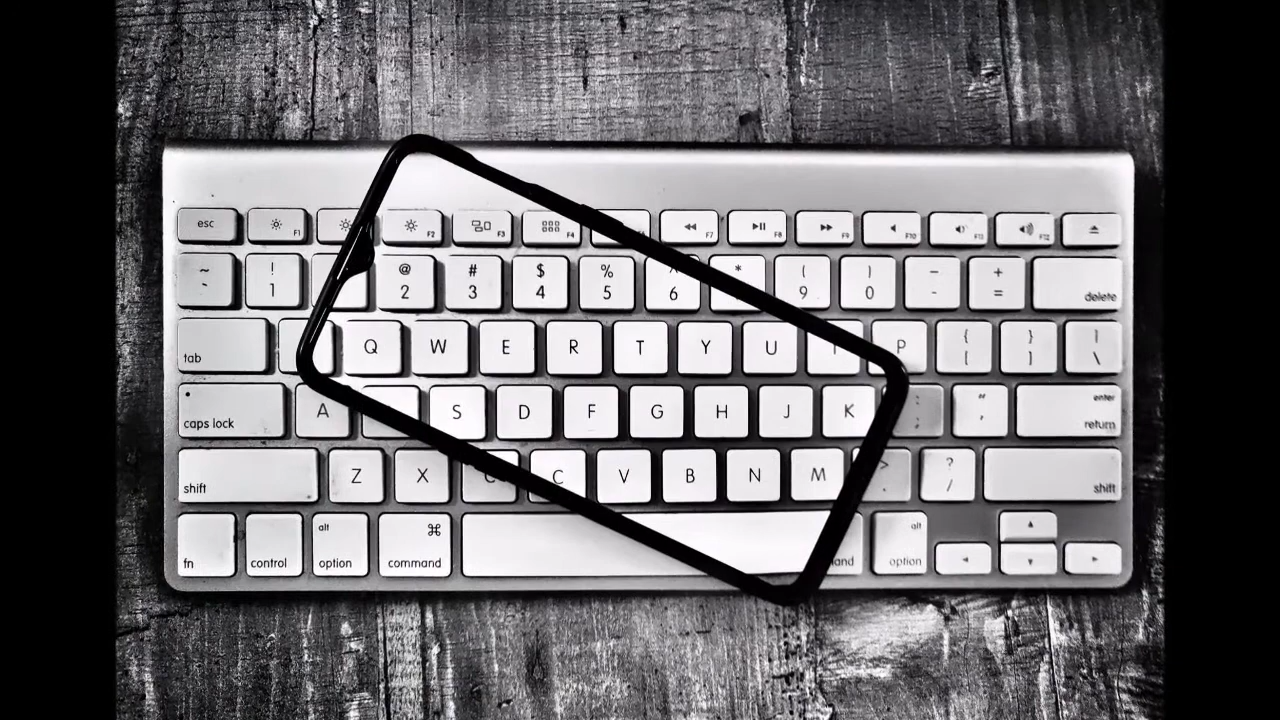 esc F1 F2 F3 F4 F7 F8 F9 F10 F11 F12
~ ` ! 1 @ 2 # 3 $ 4 % 5 ^ 6 * ( 9 ) 0 _ - + = delete
tab Q W E R T Y U I P { [ } ] | \
caps lock A S D F G H J K : ; " ' enter return
shift Z X C C V B N M > ? / shift
fn control alt option ⌘ command and alt option